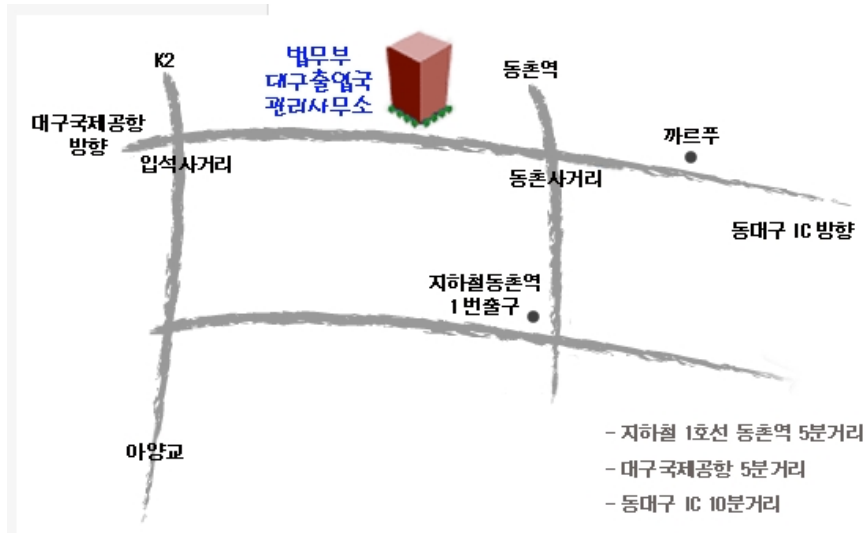 K2
법무부
대구출입국
관리사무소
동촌역
대구국제공항
방향
까르푸
입석사거리
동촌사거리
동대구 IC 방향
지하철동촌역
1번출구
아양교
- 지하철 1호선 동촌역 5분거리
- 대구국제공항 5분거리
- 동대구 IC 10분거리